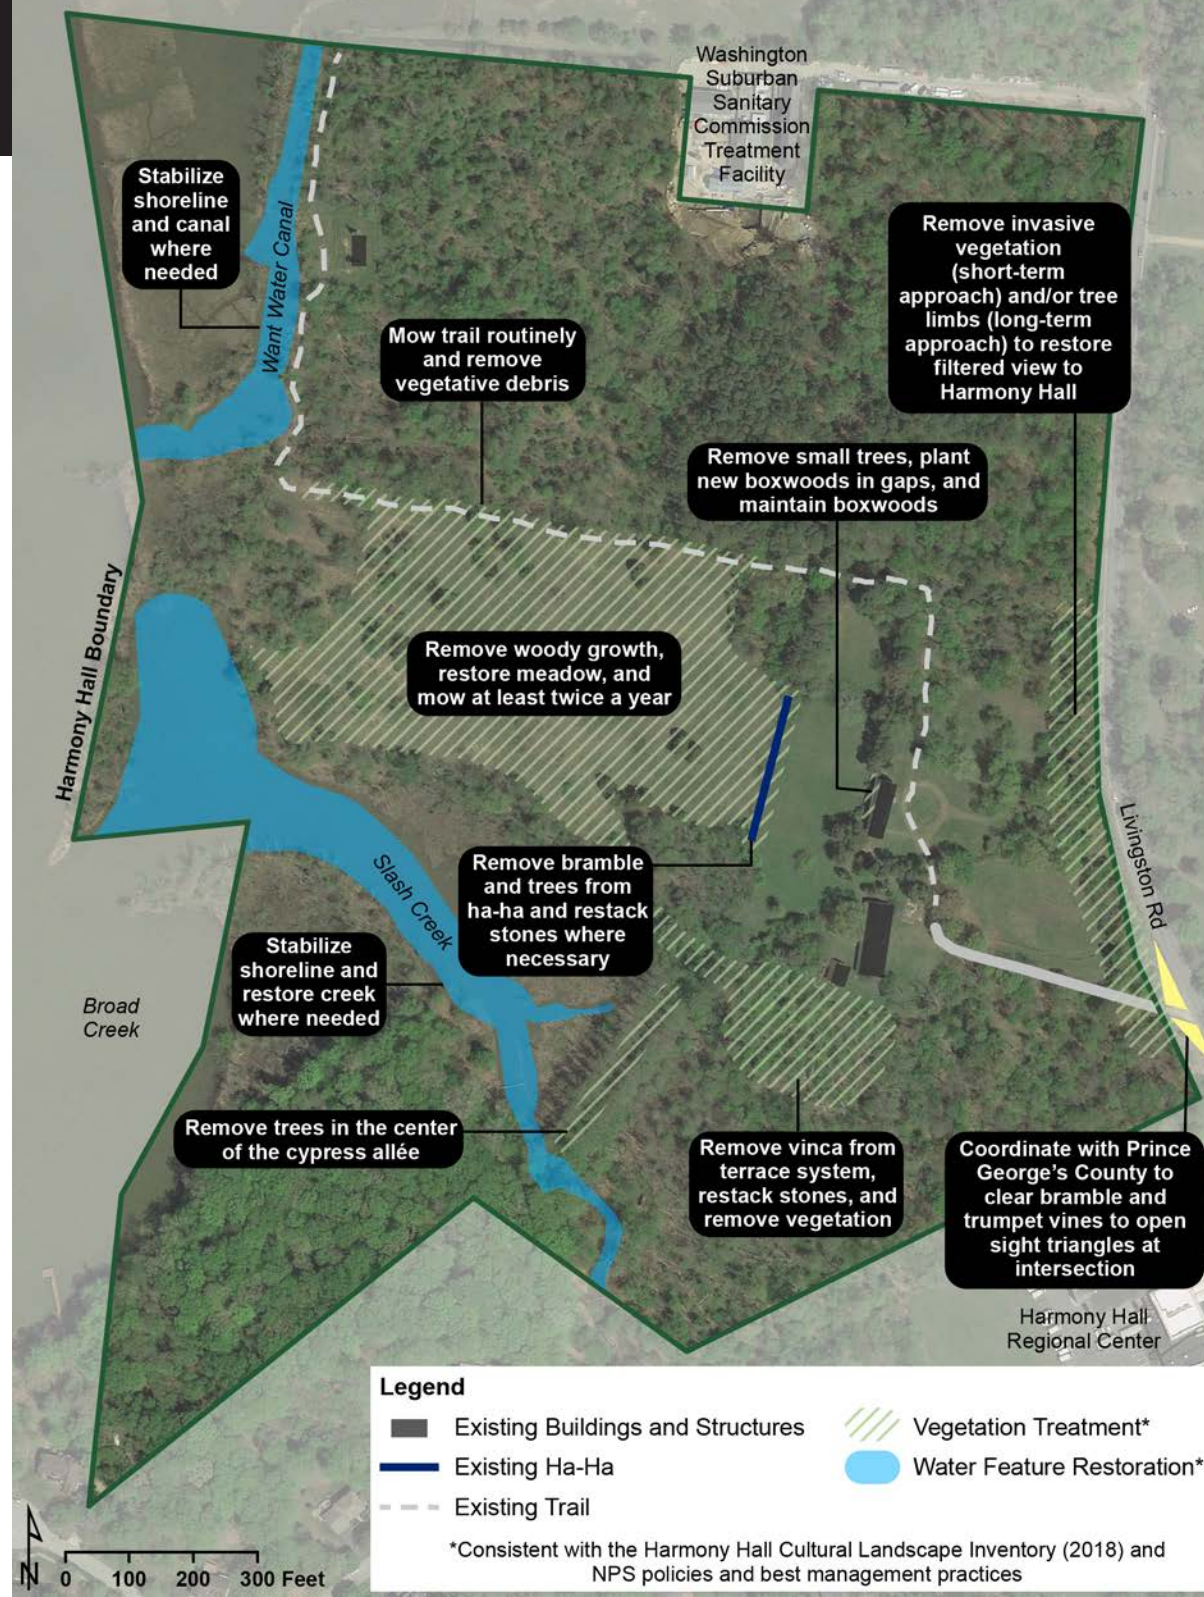 Washington
Suburban
Sanitary
Commission
Treatment
Facility
Stabilize
shoreline
and canal
where
needed
Want Water Canal
Remove invasive
vegetation
(short-term
approach) and/or tree
limbs (long-term
approach) to restore
filtered view to
Harmony Hall
Mow trail routinely
and remove
vegetative debris
Remove small trees, plant
new boxwoods in gaps, and
maintain boxwoods
Harmony Hall Boundary
Remove woody growth,
restore meadow, and
mow at least twice a year
Livingston Rd
Slash Creek
Remove bramble
and trees from
ha-ha and restack
stones where
necessary
Stabilize
shoreline and
restore creek
where needed
Broad
Creek
Remove trees in the center
of the cypress allée
Remove vinca from
terrace system,
restack stones, and
remove vegetation
Coordinate with Prince
George's County to
clear bramble and
trumpet vines to open
sight triangles at
intersection
Harmony Hall
Regional Center
Legend
Existing Buildings and Structures
Existing Ha-Ha
Existing Trail
Vegetation Treatment*
Water Feature Restoration*
*Consistent with the Harmony Hall Cultural Landscape Inventory (2018) and
NPS policies and best management practices
N
0 100 200 300 Feet